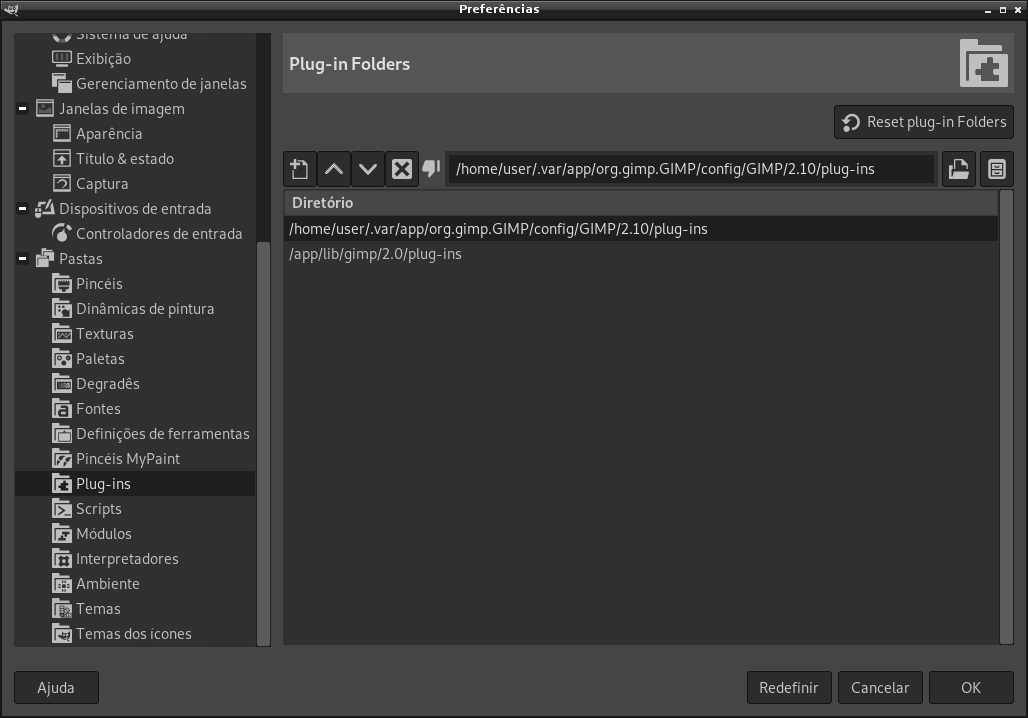 Preferências
Sistema de ajuda
Exibição
Gerenciamento de janelas
Janelas de imagem
Aparência
Título & estado
Captura
Dispositivos de entrada
Controladores de entrada
Pastas
Pincéis
Dinâmicas de pintura
Texturas
Paletas
Degradês
Fontes
Definições de ferramentas
Pincéis MyPaint
Plug-ins
Scripts
Módulos
Interpretadores
Ambiente
Temas
Temas dos ícones
Plug-in Folders
Reset plug-in Folders
/home/user/.var/app/org.gimp.GIMP/config/GIMP/2.10/plug-ins
Diretório
/home/user/.var/app/org.gimp.GIMP/config/GIMP/2.10/plug-ins
/app/lib/gimp/2.0/plug-ins
Ajuda
Redefinir
Cancelar
OK